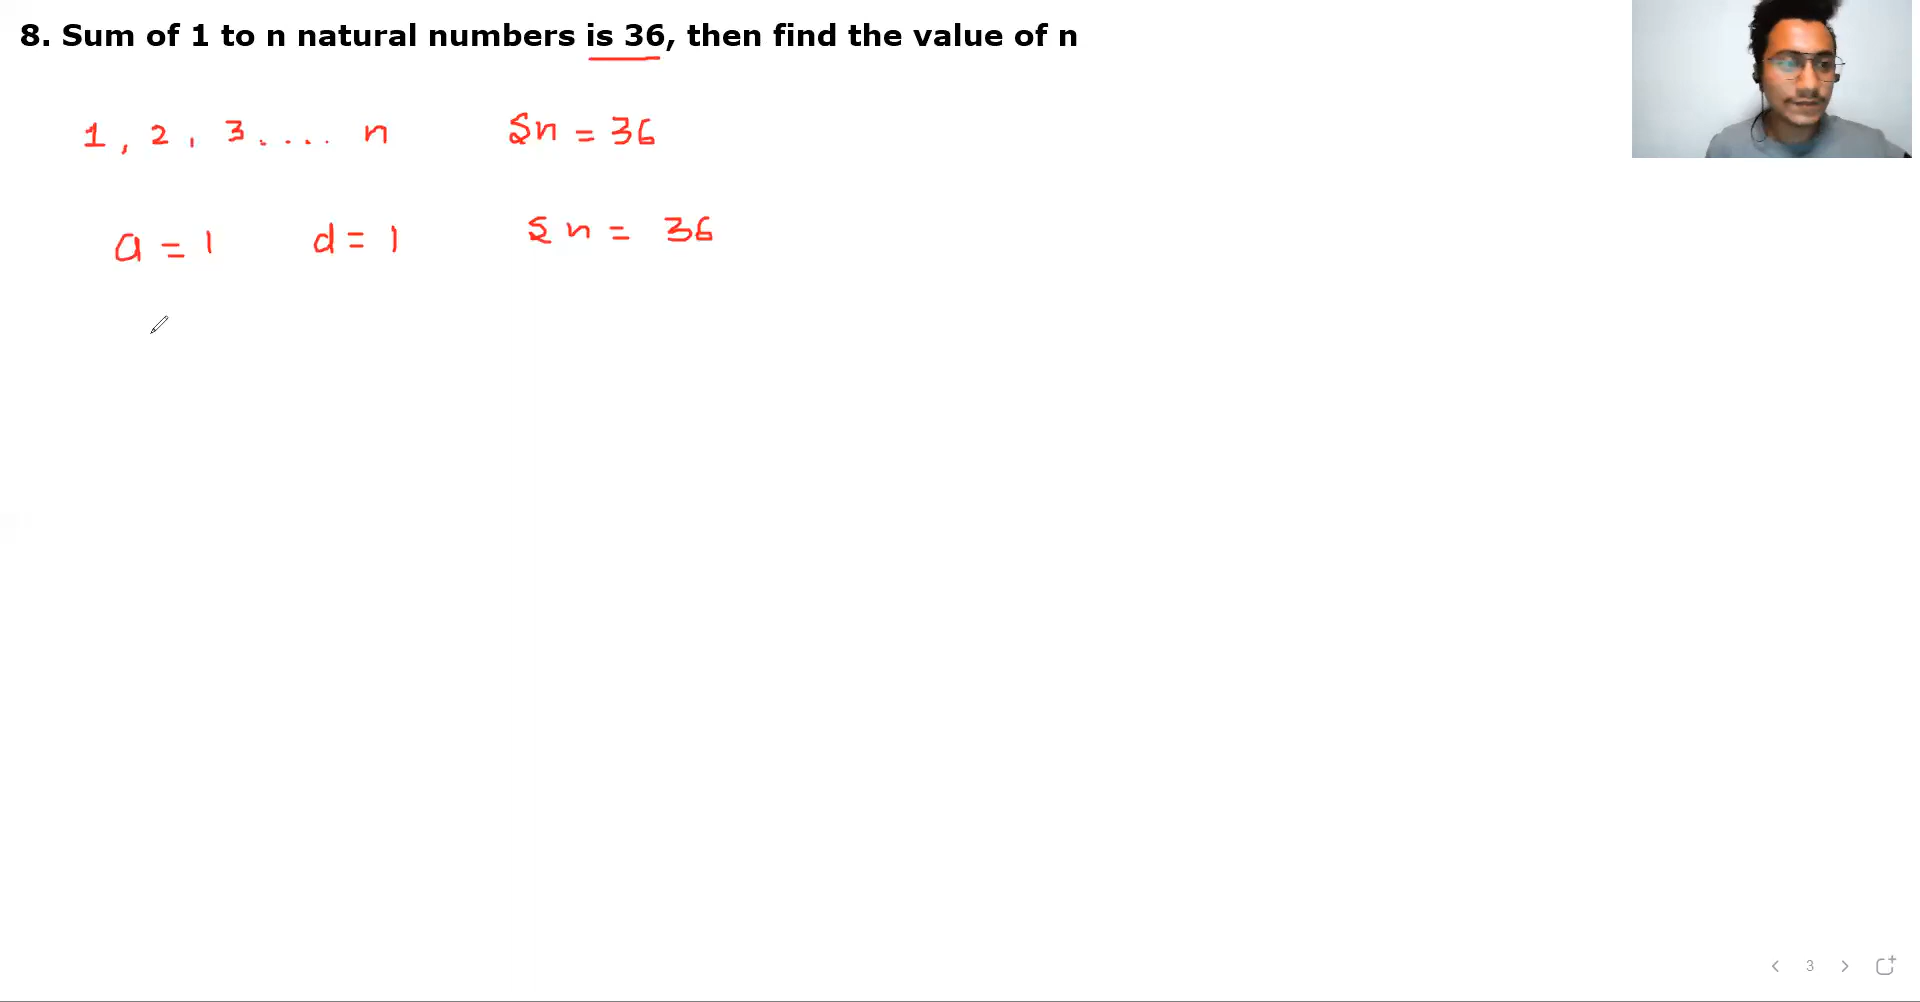 8. Sum of 1 to n natural numbers is 36, then find the value of n
1, 2, 3.... n Sn = 36
a = 1 d = 1 Sn = 36
3